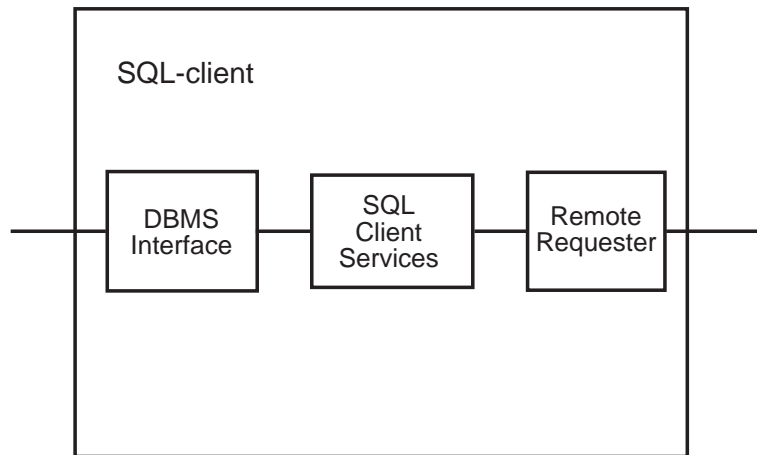 SQL-client
DBMS
Interface
SQL
Client
Services
Remote
Requester